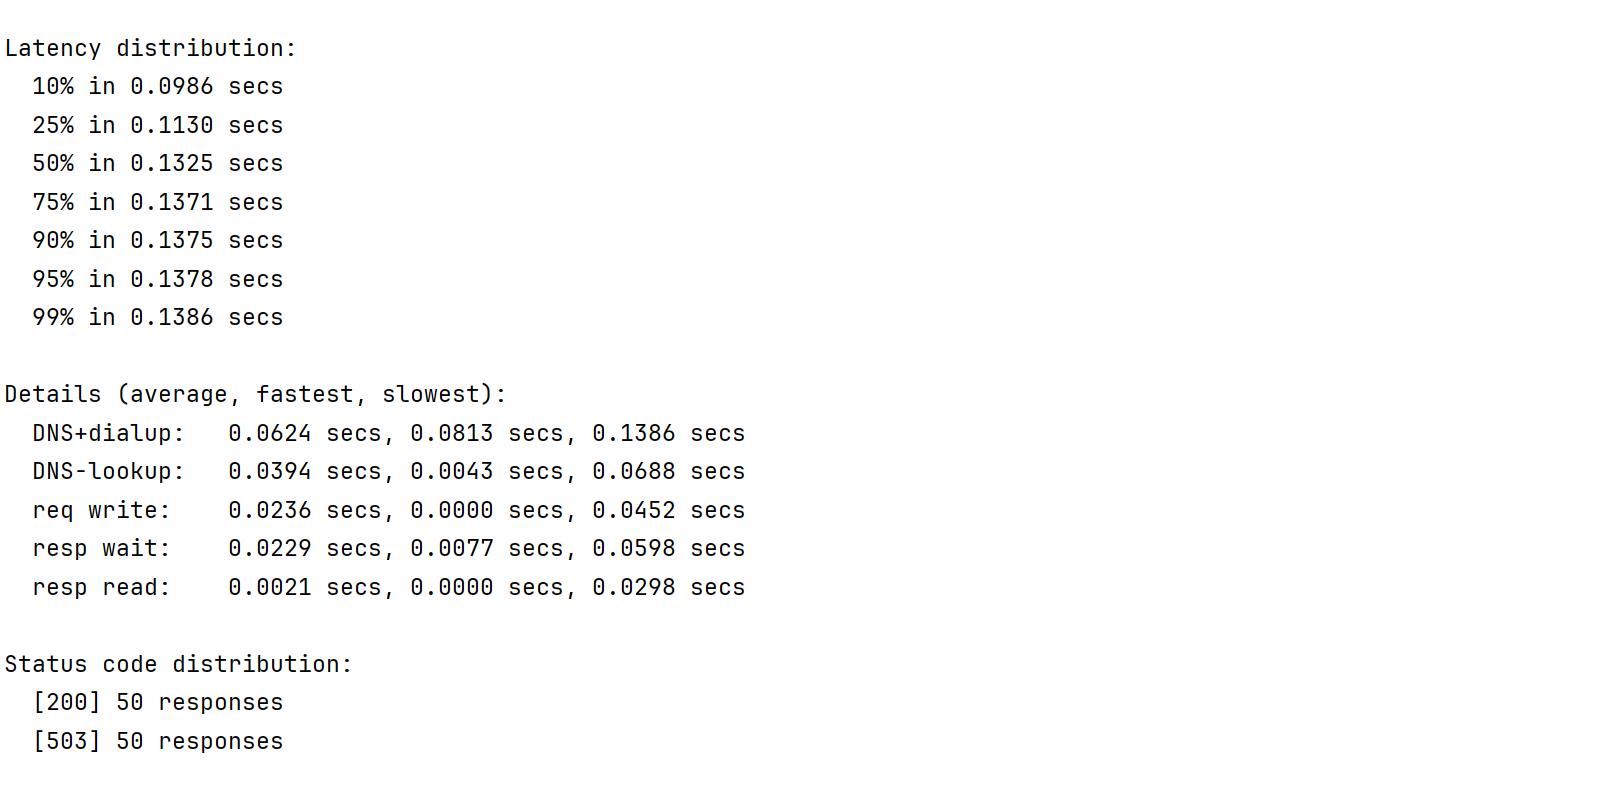 Latency distribution:
  10% in 0.0986 secs
  25% in 0.1130 secs
  50% in 0.1325 secs
  75% in 0.1371 secs
  90% in 0.1375 secs
  95% in 0.1378 secs
  99% in 0.1386 secs

Details (average, fastest, slowest):
  DNS+dialup:   0.0624 secs, 0.0813 secs, 0.1386 secs
  DNS-lookup:   0.0394 secs, 0.0043 secs, 0.0688 secs
  req write:    0.0236 secs, 0.0000 secs, 0.0452 secs
  resp wait:    0.0229 secs, 0.0077 secs, 0.0598 secs
  resp read:    0.0021 secs, 0.0000 secs, 0.0298 secs

Status code distribution:
  [200] 50 responses
  [503] 50 responses